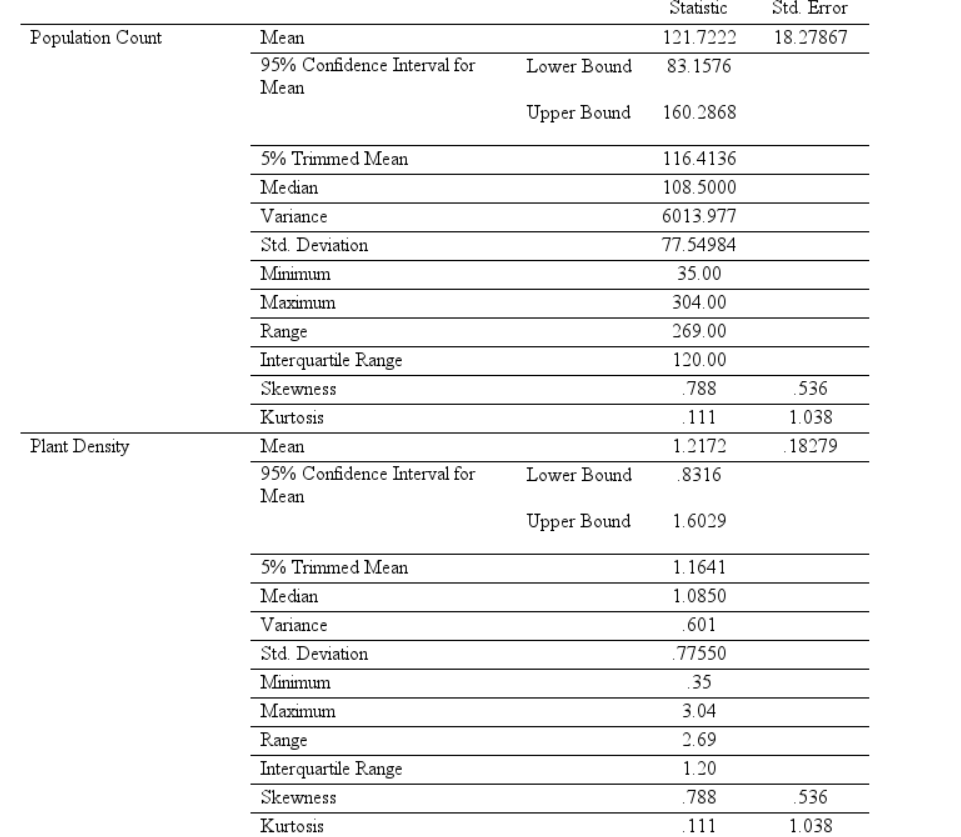 Statistic Std. Error
Population Count Mean 121.7222 18.27867
95% Confidence Interval for Lower Bound 83.1576
Mean
Upper Bound 160.2868
5% Trimmed Mean 116.4136
Median 108.5000
Variance 6013.977
Std. Deviation 77.54984
Minimum 35.00
Maximum 304.00
Range 269.00
Interquartile Range 120.00
Skewness .788 .536
Kurtosis .111 1.038
Plant Density Mean 1.2172 .18279
95% Confidence Interval for Lower Bound .8316
Mean
Upper Bound 1.6029
5% Trimmed Mean 1.1641
Median 1.0850
Variance .601
Std. Deviation .77550
Minimum .35
Maximum 3.04
Range 2.69
Interquartile Range 1.20
Skewness .788 .536
Kurtosis .111 1.038